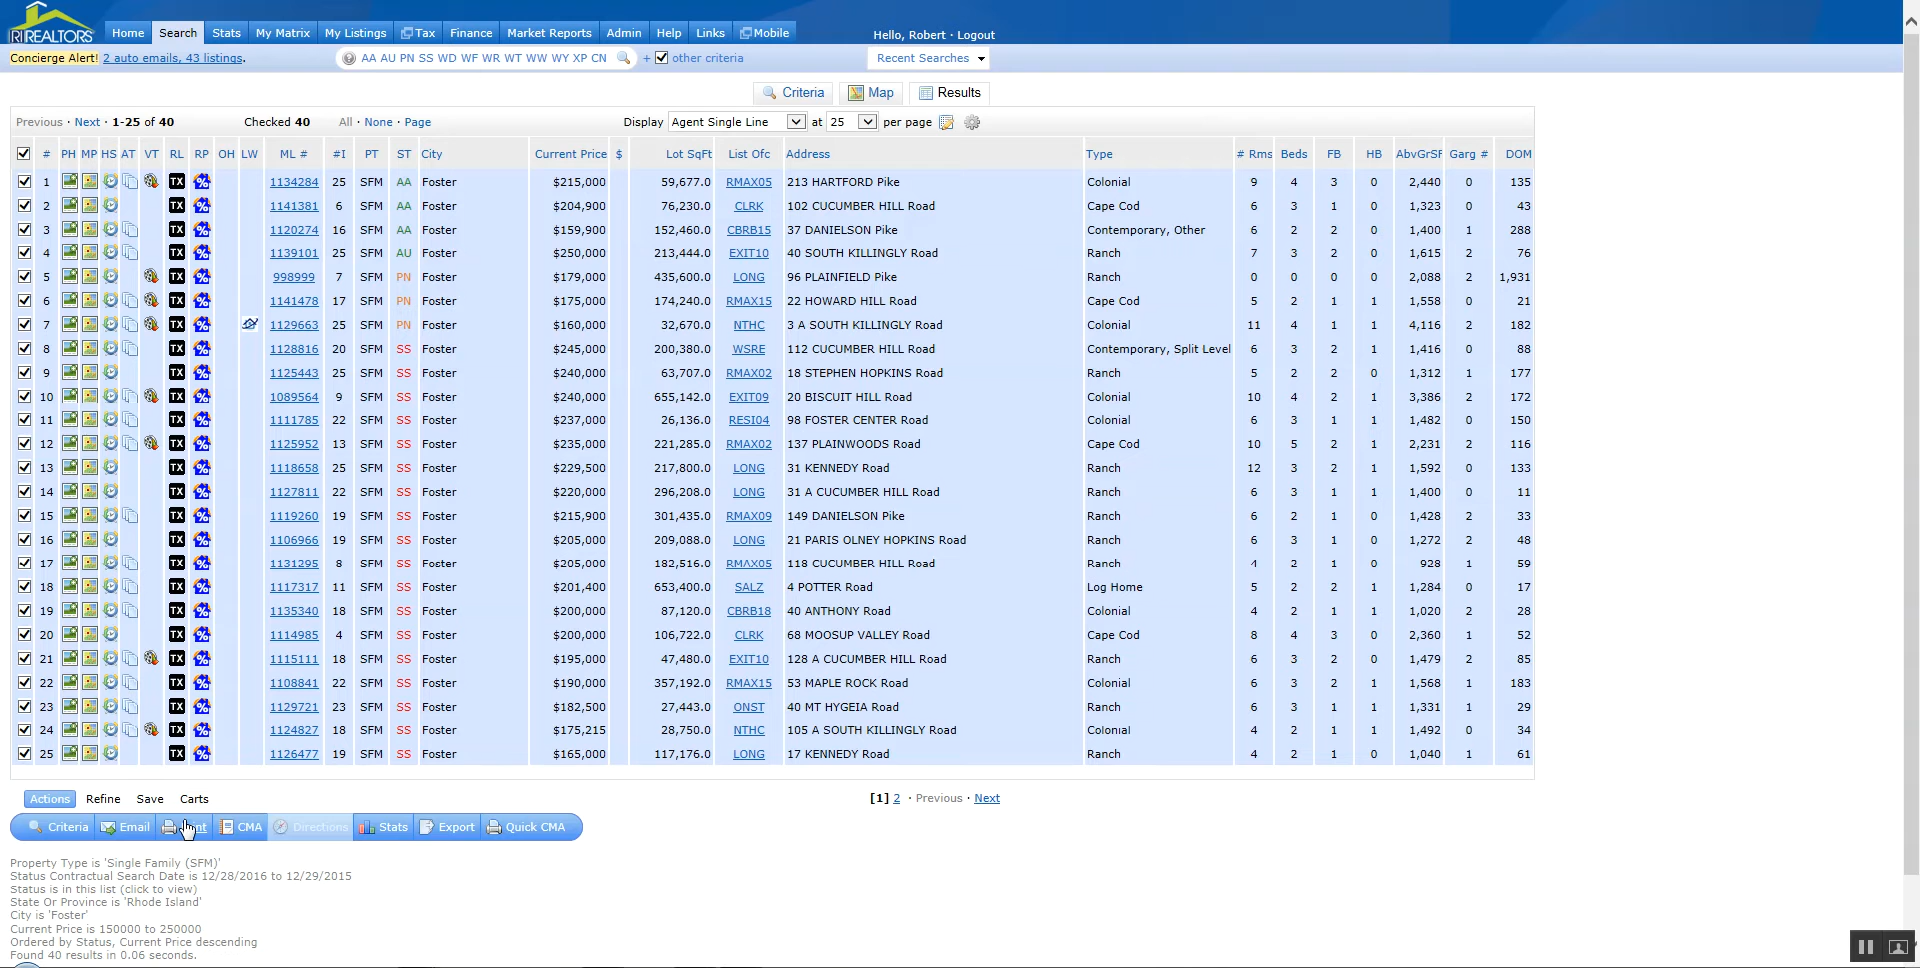 RIREALTORS
Home Search Stats My Matrix My Listings Tax Finance Market Reports Admin Help Links Mobile Hello, Robert · Logout
Concierge Alert! 2 auto emails, 43 listings. AA AU PN SS WD WF WR WT WW WY XP CN + other criteria Recent Searches
Criteria Map Results
Previous · Next · 1-25 of 40 Checked 40 All · None · Page Display Agent Single Line at 25 per page
# PH MP HS AT VT RL RP OH LW ML # #I PT ST City Current Price $ Lot SqFt List Ofc Address Type # Rms Beds FB HB AbvGrSF Garg # DOM
1 TX % 1134284 25 SFM AA Foster $215,000 59,677.0 RMAX05 213 HARTFORD Pike Colonial 9 4 3 0 2,440 0 135
2 TX % 1141381 6 SFM AA Foster $204,900 76,230.0 CLRK 102 CUCUMBER HILL Road Cape Cod 6 3 1 0 1,323 0 43
3 TX % 1120274 16 SFM AA Foster $159,900 152,460.0 CBRB15 37 DANIELSON Pike Contemporary, Other 6 2 2 0 1,400 1 288
4 TX % 1139101 25 SFM AU Foster $250,000 213,444.0 EXIT10 40 SOUTH KILLINGLY Road Ranch 7 3 2 0 1,615 2 76
5 TX % 998999 7 SFM PN Foster $179,000 435,600.0 LONG 96 PLAINFIELD Pike Ranch 0 0 0 0 2,088 2 1,931
6 TX % 1141478 17 SFM PN Foster $175,000 174,240.0 RMAX15 22 HOWARD HILL Road Cape Cod 5 2 1 1 1,558 0 21
7 TX % 1129663 25 SFM PN Foster $160,000 32,670.0 NTHC 3 A SOUTH KILLINGLY Road Colonial 11 4 1 1 4,116 2 182
8 TX % 1128816 20 SFM SS Foster $245,000 200,380.0 WSRE 112 CUCUMBER HILL Road Contemporary, Split Level 6 3 2 1 1,416 0 88
9 TX % 1125443 25 SFM SS Foster $240,000 63,707.0 RMAX02 18 STEPHEN HOPKINS Road Ranch 5 2 2 0 1,312 1 177
10 TX % 1089564 9 SFM SS Foster $240,000 655,142.0 EXIT09 20 BISCUIT HILL Road Colonial 10 4 2 1 3,386 2 172
11 TX % 1111785 22 SFM SS Foster $237,000 26,136.0 RESI04 98 FOSTER CENTER Road Colonial 6 3 1 1 1,482 0 150
12 TX % 1125952 13 SFM SS Foster $235,000 221,285.0 RMAX02 137 PLAINWOODS Road Cape Cod 10 5 2 1 2,231 2 116
13 TX % 1118658 25 SFM SS Foster $229,500 217,800.0 LONG 31 KENNEDY Road Ranch 12 3 2 1 1,592 0 133
14 TX % 1127811 22 SFM SS Foster $220,000 296,208.0 LONG 31 A CUCUMBER HILL Road Ranch 6 3 1 1 1,400 0 11
15 TX % 1119260 19 SFM SS Foster $215,900 301,435.0 RMAX09 149 DANIELSON Pike Ranch 6 2 1 0 1,428 2 33
16 TX % 1106966 19 SFM SS Foster $205,000 209,088.0 LONG 21 PARIS OLNEY HOPKINS Road Ranch 6 3 1 0 1,272 2 48
17 TX % 1131295 8 SFM SS Foster $205,000 182,516.0 RMAX05 118 CUCUMBER HILL Road Ranch 4 2 1 0 928 1 59
18 TX % 1117317 11 SFM SS Foster $201,400 653,400.0 SALZ 4 POTTER Road Log Home 5 2 2 1 1,284 0 17
19 TX % 1135340 18 SFM SS Foster $200,000 87,120.0 CBRB18 40 ANTHONY Road Colonial 4 2 1 1 1,020 2 28
20 TX % 1114985 4 SFM SS Foster $200,000 106,722.0 CLRK 68 MOOSUP VALLEY Road Cape Cod 8 4 3 0 2,360 1 52
21 TX % 1115111 18 SFM SS Foster $195,000 47,480.0 EXIT10 128 A CUCUMBER HILL Road Ranch 6 3 2 0 1,479 2 85
22 TX % 1108841 22 SFM SS Foster $190,000 357,192.0 RMAX15 53 MAPLE ROCK Road Colonial 6 3 2 1 1,568 1 183
23 TX % 1129721 23 SFM SS Foster $182,500 27,443.0 ONST 40 MT HYGEIA Road Ranch 6 3 1 1 1,331 1 29
24 TX % 1124827 18 SFM SS Foster $175,215 28,750.0 NTHC 105 A SOUTH KILLINGLY Road Colonial 4 2 1 1 1,492 0 34
25 TX % 1126477 19 SFM SS Foster $165,000 117,176.0 LONG 17 KENNEDY Road Ranch 4 2 1 0 1,040 1 61
Actions Refine Save Carts [1] 2 · Previous · Next
Criteria Email CMA Directions Stats Export Quick CMA
Property Type is 'Single Family (SFM)'
Status Contractual Search Date is 12/28/2016 to 12/29/2015
Status is in this list (click to view)
State Or Province is 'Rhode Island'
City is 'Foster'
Current Price is 150000 to 250000
Ordered by Status, Current Price descending
Found 40 results in 0.06 seconds.